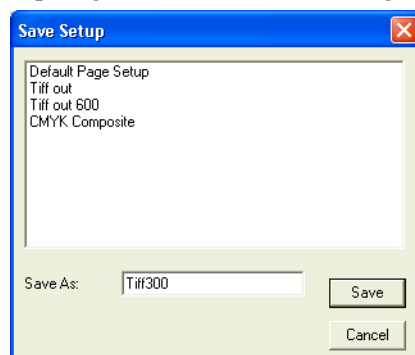 Save Setup
Default Page Setup
Tiff out
Tiff out 600
CMYK Composite
Save As: Tiff300
Save
Cancel